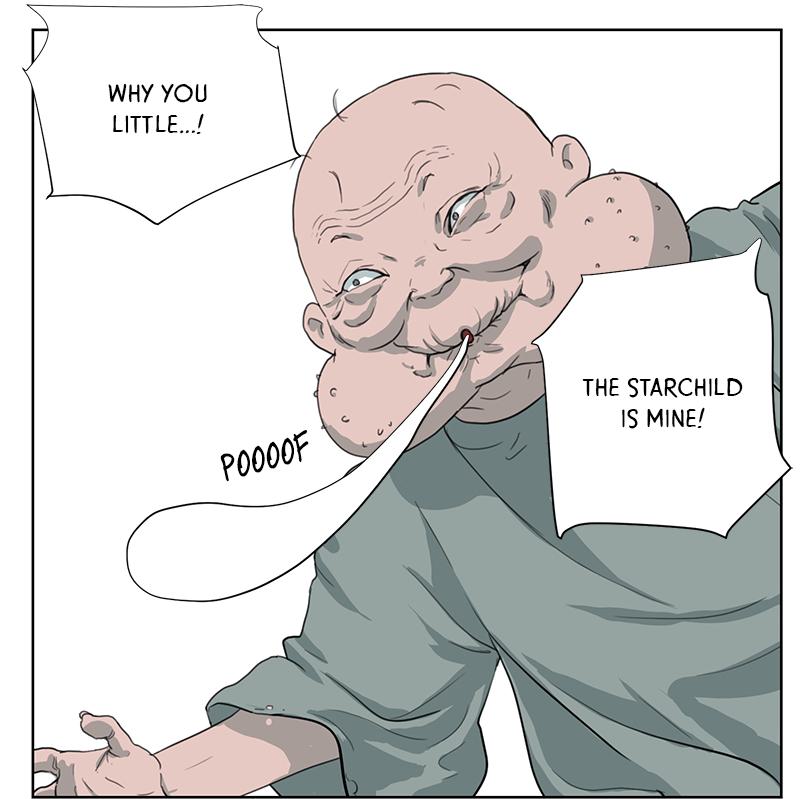 WHY YOU
LITTLE...!
THE STARCHILD
IS MINE!
POOOOF